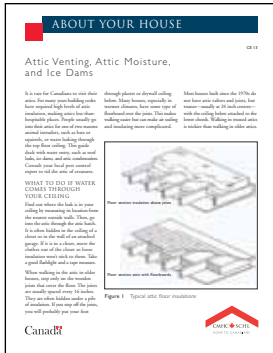 ABOUT YOUR HOUSE
CE 13
Attic Venting, Attic Moisture,
and Ice Dams
It is rare for Canadians to visit their
attics. For many years building codes
have required high levels of attic
insulation, making attics less-than-
hospitable places. People usually go
into their attics for one of two reasons:
animal intruders, such as bats or
squirrels, or water leaking through
the top floor ceiling. This guide
deals with water entry, such as roof
leaks, ice dams, and attic condensation.
Consult your local pest control
expert to rid the attic of creatures.
WHAT TO DO IF WATER
COMES THROUGH
YOUR CEILING
Find out where the leak is in your
ceiling by measuring its location from
the nearest outside walls. Then, go
into the attic through the attic hatch.
It is often hidden in the ceiling of a
closet or in the wall of an attached
garage. If it is in a closet, move the
clothes out of the closet so loose
insulation won't stick to them. Take
a good flashlight and a tape measure.
When walking in the attic in older
houses, step only on the wooden
joists that cover the floor. The joists
are usually spaced every 16 inches.
They are often hidden under a pile
of insulation. If you step off the joists,
you will probably put your foot
through plaster or drywall ceiling
below. Many houses, especially in
warmer climates, have some type of
floorboard over the joists. This makes
walking easier but can make air sealing
and insulating more complicated.
Most houses built since the 1970s do
not have attic rafters and joists, but
trusses—usually at 24 inch centres—
with the ceiling below attached to the
lower chords. Walking in trussed attics
is trickier than walking in older attics.
Floor section: insulation above joists
Floor section: attic with floorboards
Figure 1 Typical attic floor insulations
Canada
CMHC SCHL
HOME TO CANADIANS